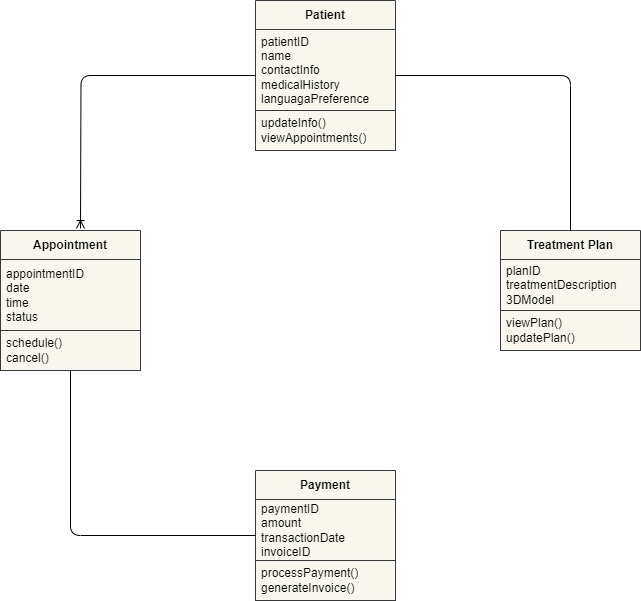 Patient
patientID
name
contactInfo
medicalHistory
languagaPreference
updateInfo()
viewAppointments()
Appointment
appointmentID
date
time
status
schedule()
cancel()
Treatment Plan
planID
treatmentDescription
3DModel
viewPlan()
updatePlan()
Payment
paymentID
amount
transactionDate
invoiceID
processPayment()
generateInvoice()